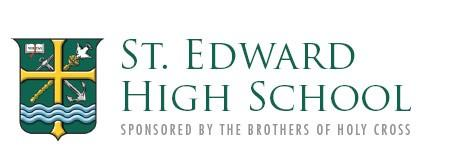 ST. EDWARD
HIGH SCHOOL
SPONSORED BY THE BROTHERS OF HOLY CROSS